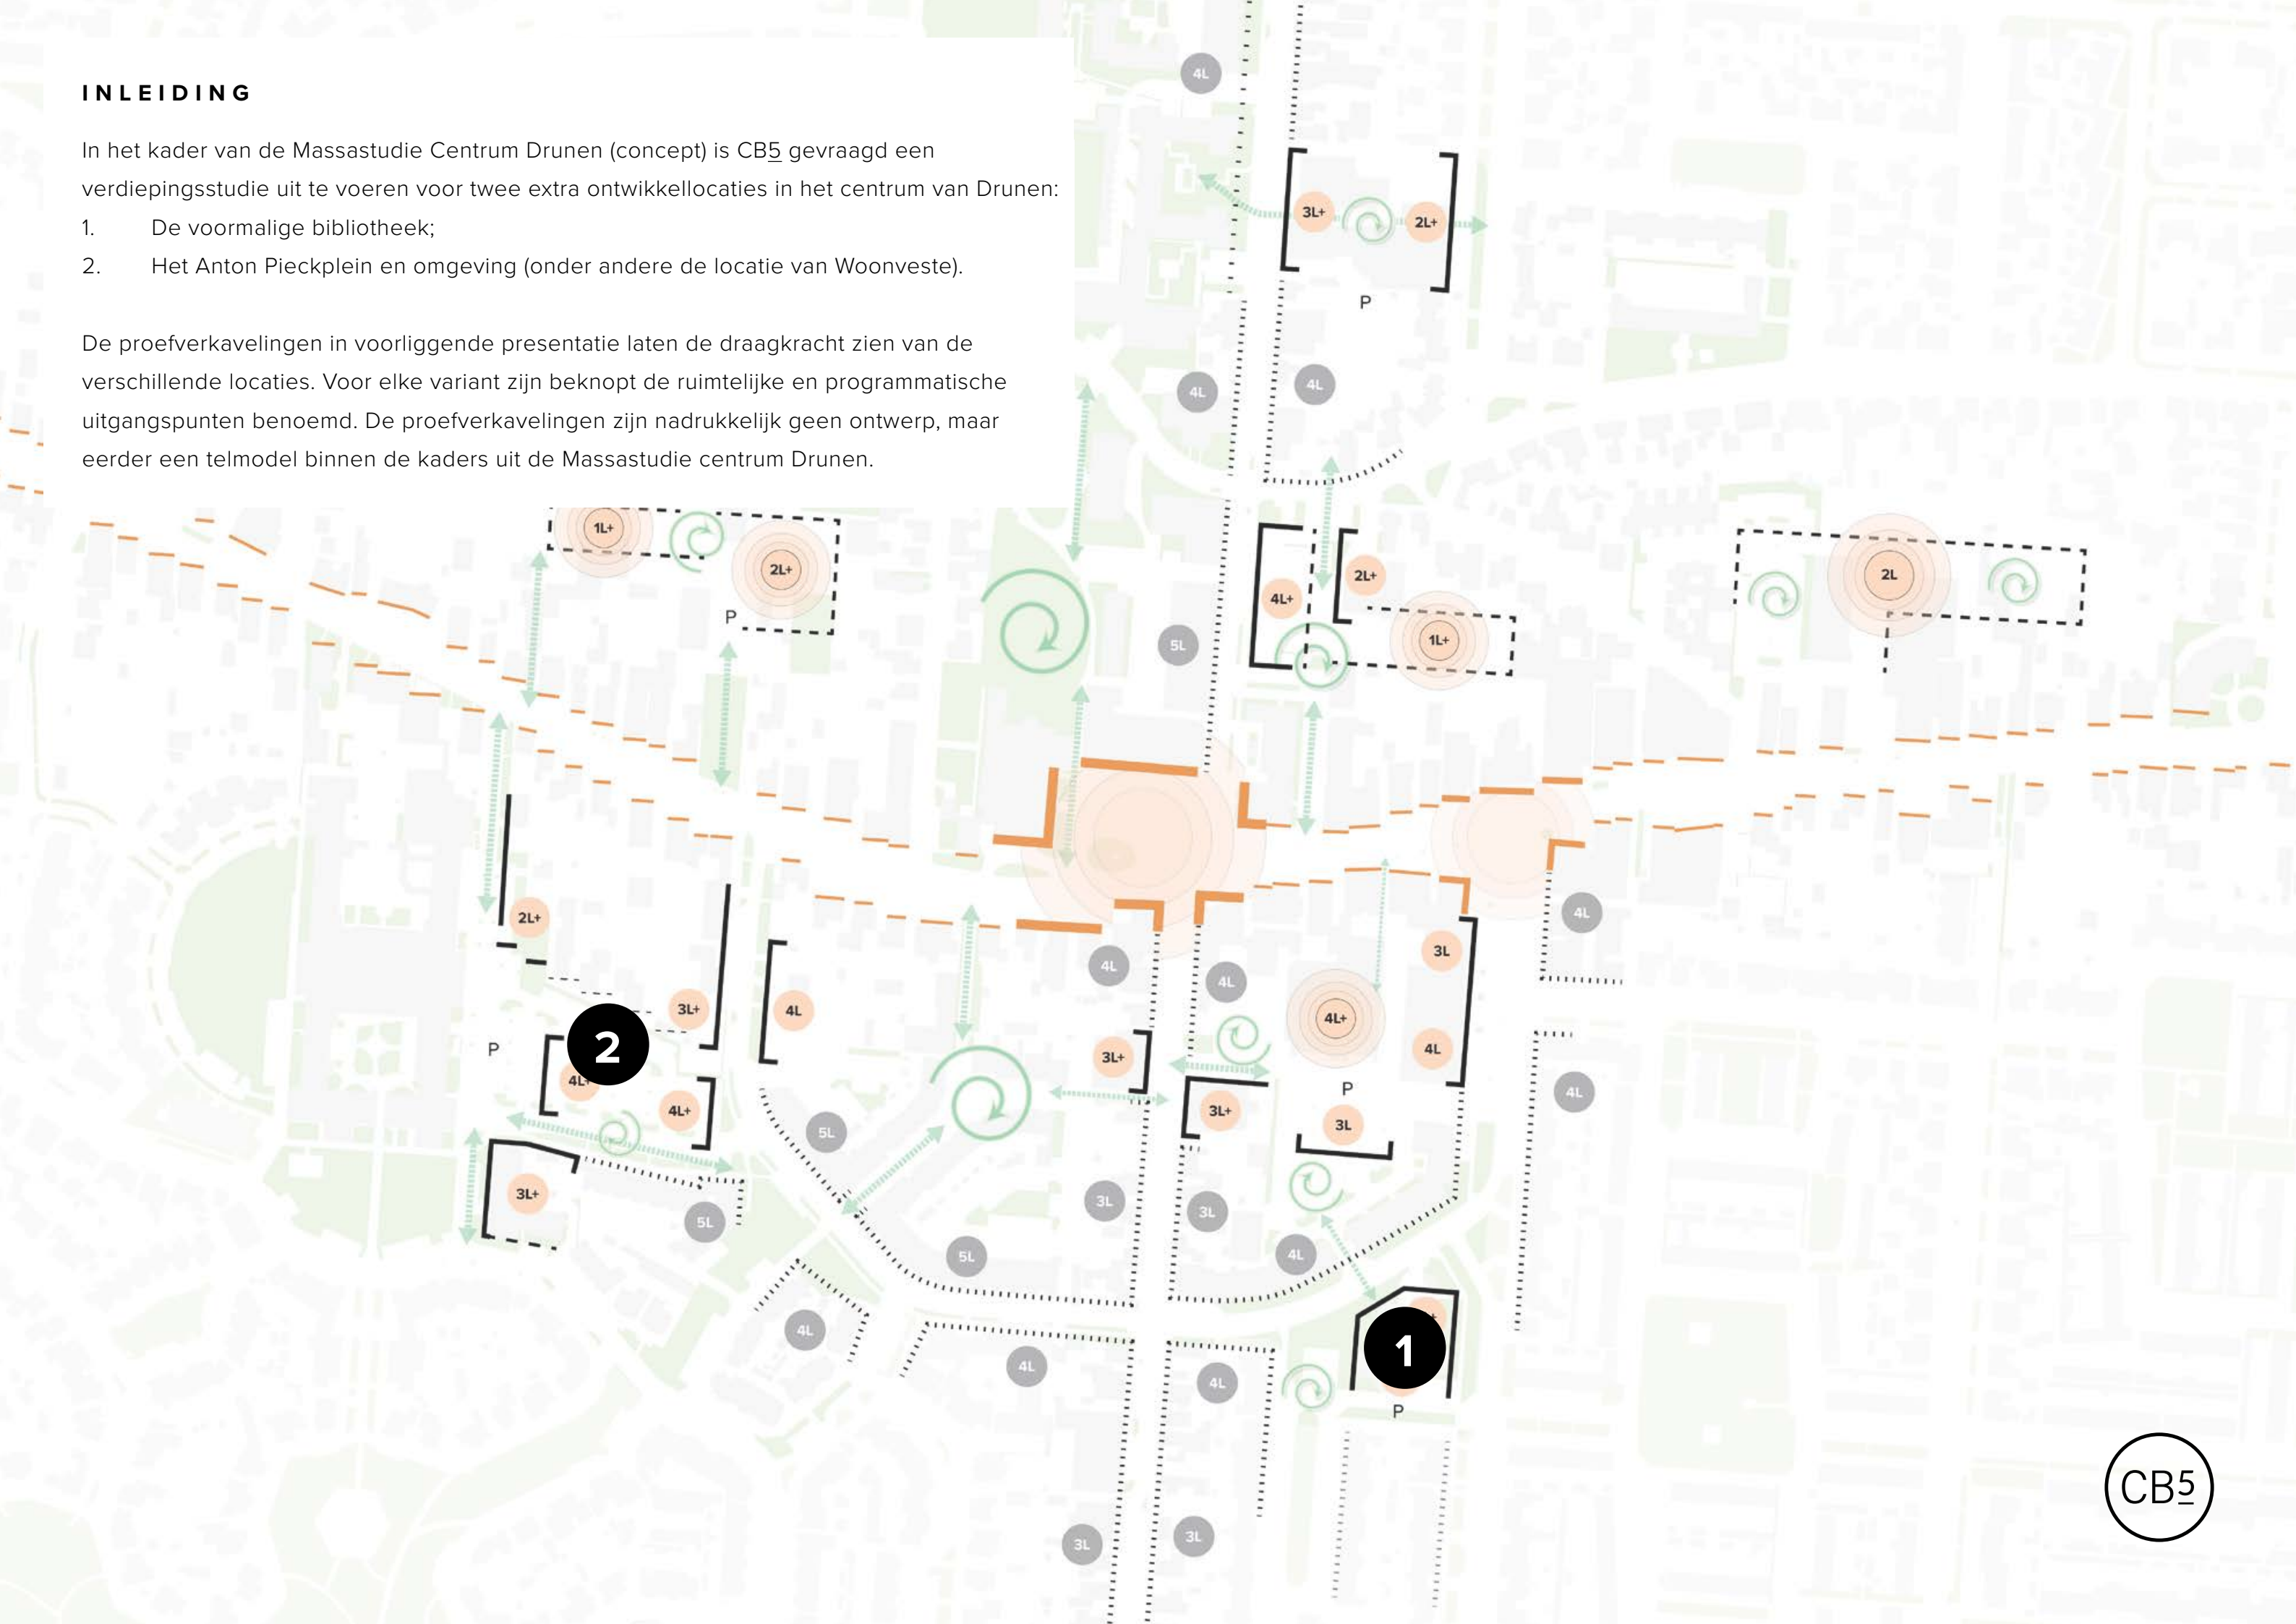 INLEIDING
In het kader van de Massastudie Centrum Drunen (concept) is CB5 gevraagd een
verdiepingsstudie uit te voeren voor twee extra ontwikkellocaties in het centrum van Drunen:
1. De voormalige bibliotheek;
2. Het Anton Pieckplein en omgeving (onder andere de locatie van Woonveste).
De proefverkavelingen in voorliggende presentatie laten de draagkracht zien van de
verschillende locaties. Voor elke variant zijn beknopt de ruimtelijke en programmatische
uitgangspunten benoemd. De proefverkavelingen zijn nadrukkelijk geen ontwerp, maar
eerder een telmodel binnen de kaders uit de Massastudie centrum Drunen.
4L
3L+
2L+
P
4L
4L
1L+
2L+
P
5L
4L+
2L+
1L+
2L
2L+
3L+
4L
4L
4L
3L
4L
4L+
4L
P
2
4L+
3L+
4L
P
4L+
3L+
3L
5L
3L+
5L
3L
3L
5L
4L
4L
4L
4L
1
P
3L
3L
CB5